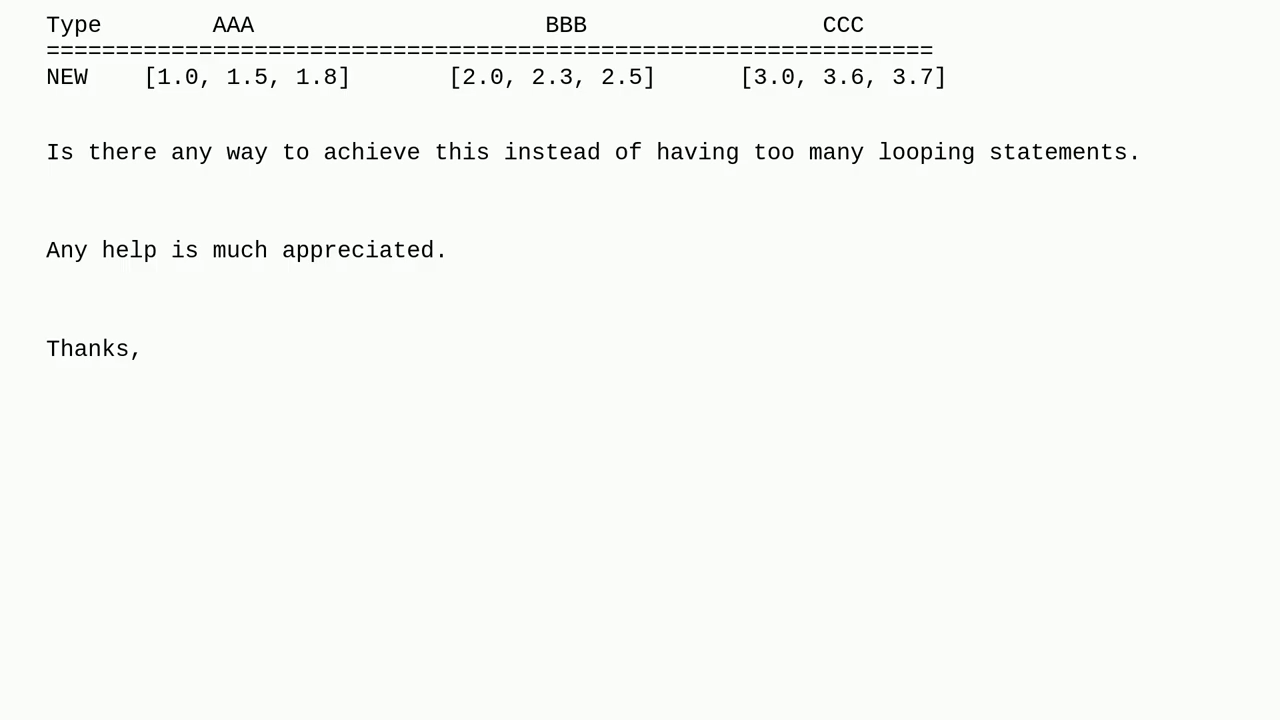 Type        AAA                     BBB                 CCC
================================================================
NEW    [1.0, 1.5, 1.8]       [2.0, 2.3, 2.5]      [3.0, 3.6, 3.7]
Is there any way to achieve this instead of having too many looping statements.
Any help is much appreciated.
Thanks,